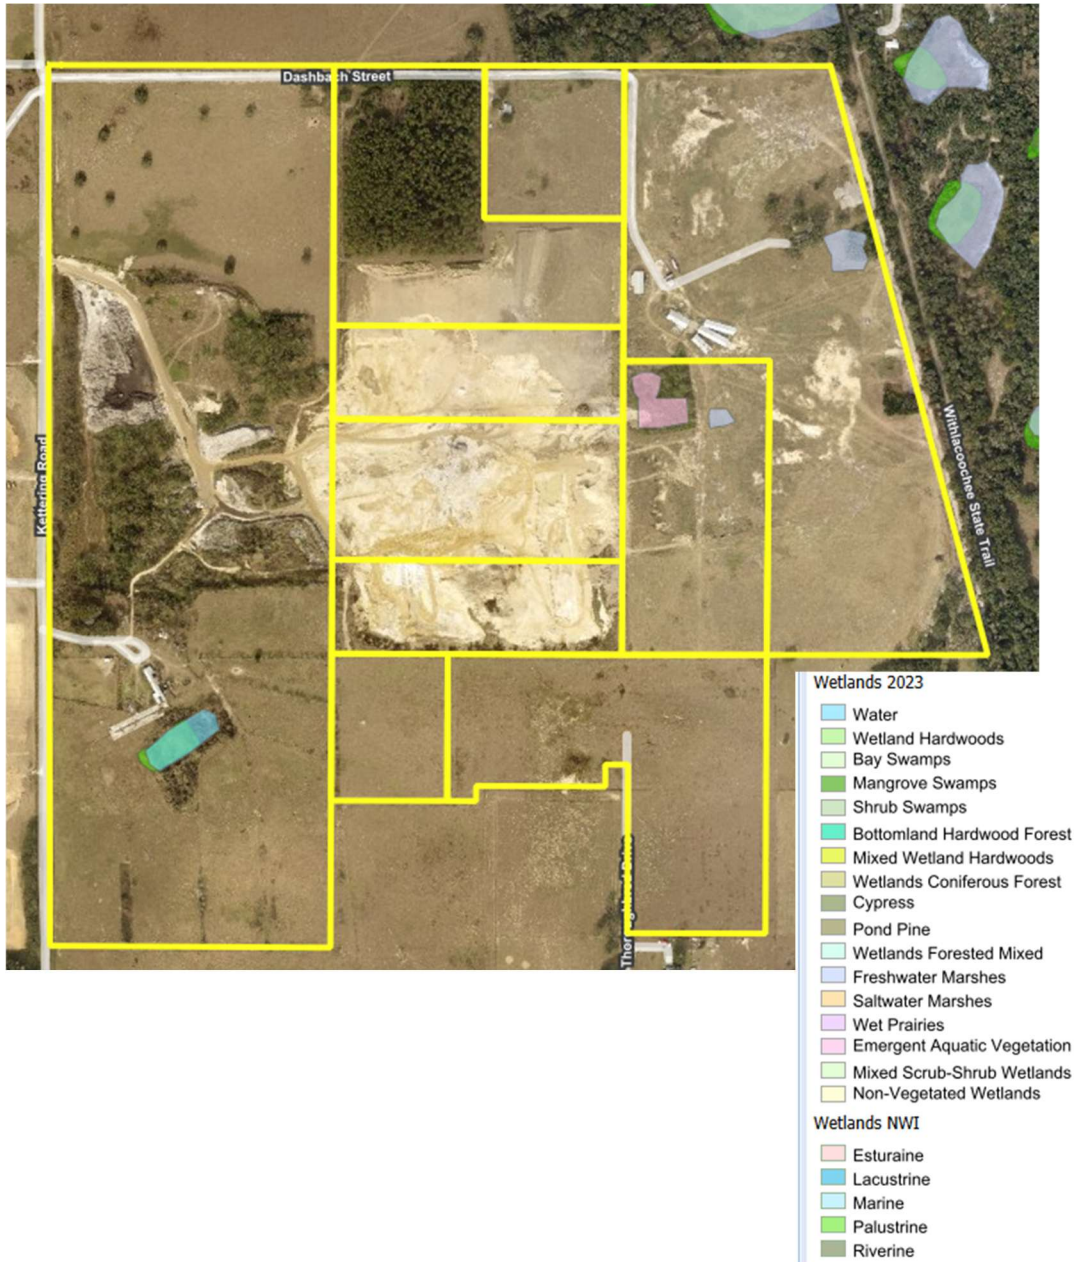 Dashbach Street
Kettering Road
Withlacoochee State Trail
Wetlands 2023
Water
Wetland Hardwoods
Bay Swamps
Mangrove Swamps
Shrub Swamps
Bottomland Hardwood Forest
Mixed Wetland Hardwoods
Wetlands Coniferous Forest
Cypress
Pond Pine
Wetlands Forested Mixed
Freshwater Marshes
Saltwater Marshes
Wet Prairies
Emergent Aquatic Vegetation
Mixed Scrub-Shrub Wetlands
Non-Vegetated Wetlands
Wetlands NWI
Esturaine
Lacustrine
Marine
Palustrine
Riverine